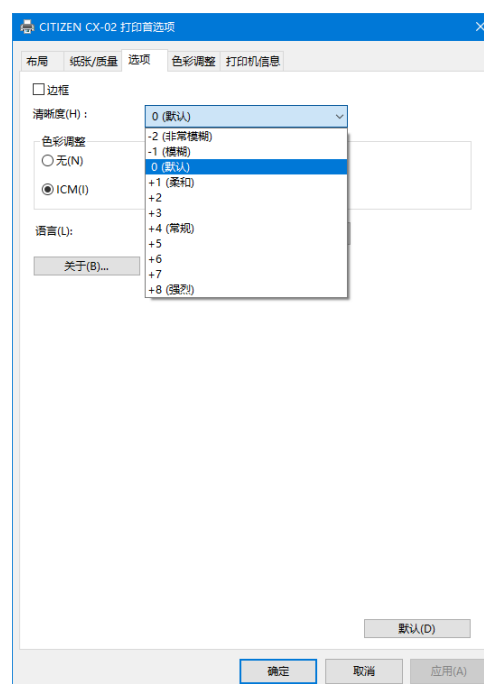 CITIZEN CX-02 打印首选项
布局 纸张/质量 选项 色彩调整 打印机信息
边框
清晰度(H)： 0 (默认)
-2 (非常模糊)
-1 (模糊)
0 (默认)
+1 (柔和)
+2
+3
+4 (常规)
+5
+6
+7
+8 (强烈)
色彩调整
无(N)
ICM(I)
语言(L):
关于(B)...
默认(D)
确定 取消 应用(A)